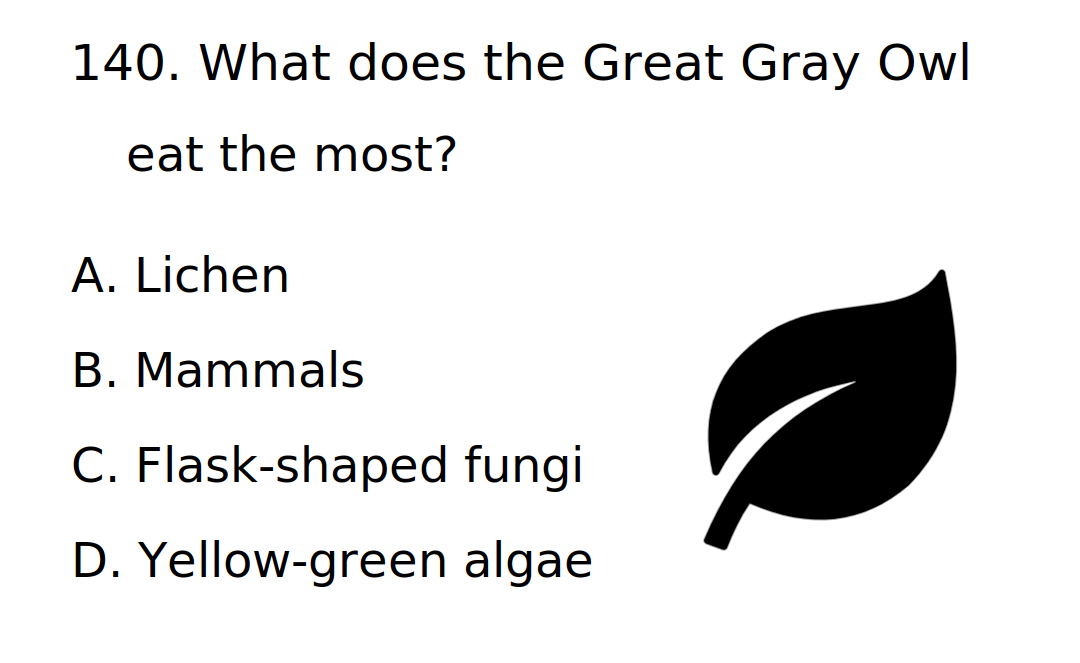 140. What does the Great Gray Owl
eat the most?
A. Lichen
B. Mammals
C. Flask-shaped fungi
D. Yellow-green algae